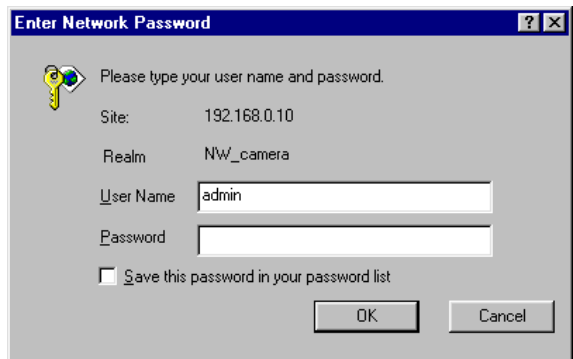 Enter Network Password
Please type your user name and password.
Site: 192.168.0.10
Realm NW_camera
User Name admin
Password
Save this password in your password list
OK Cancel